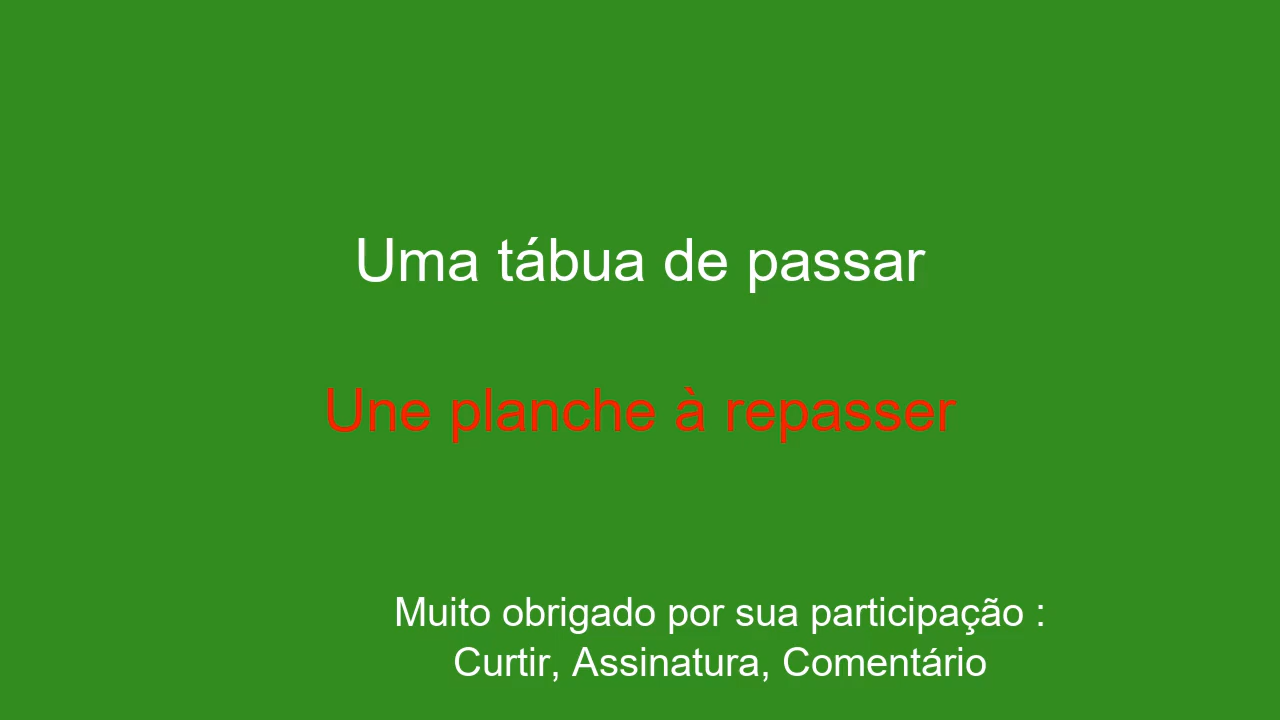 Uma tábua de passar
Une planche à repasser
Muito obrigado por sua participação :
Curtir, Assinatura, Comentário